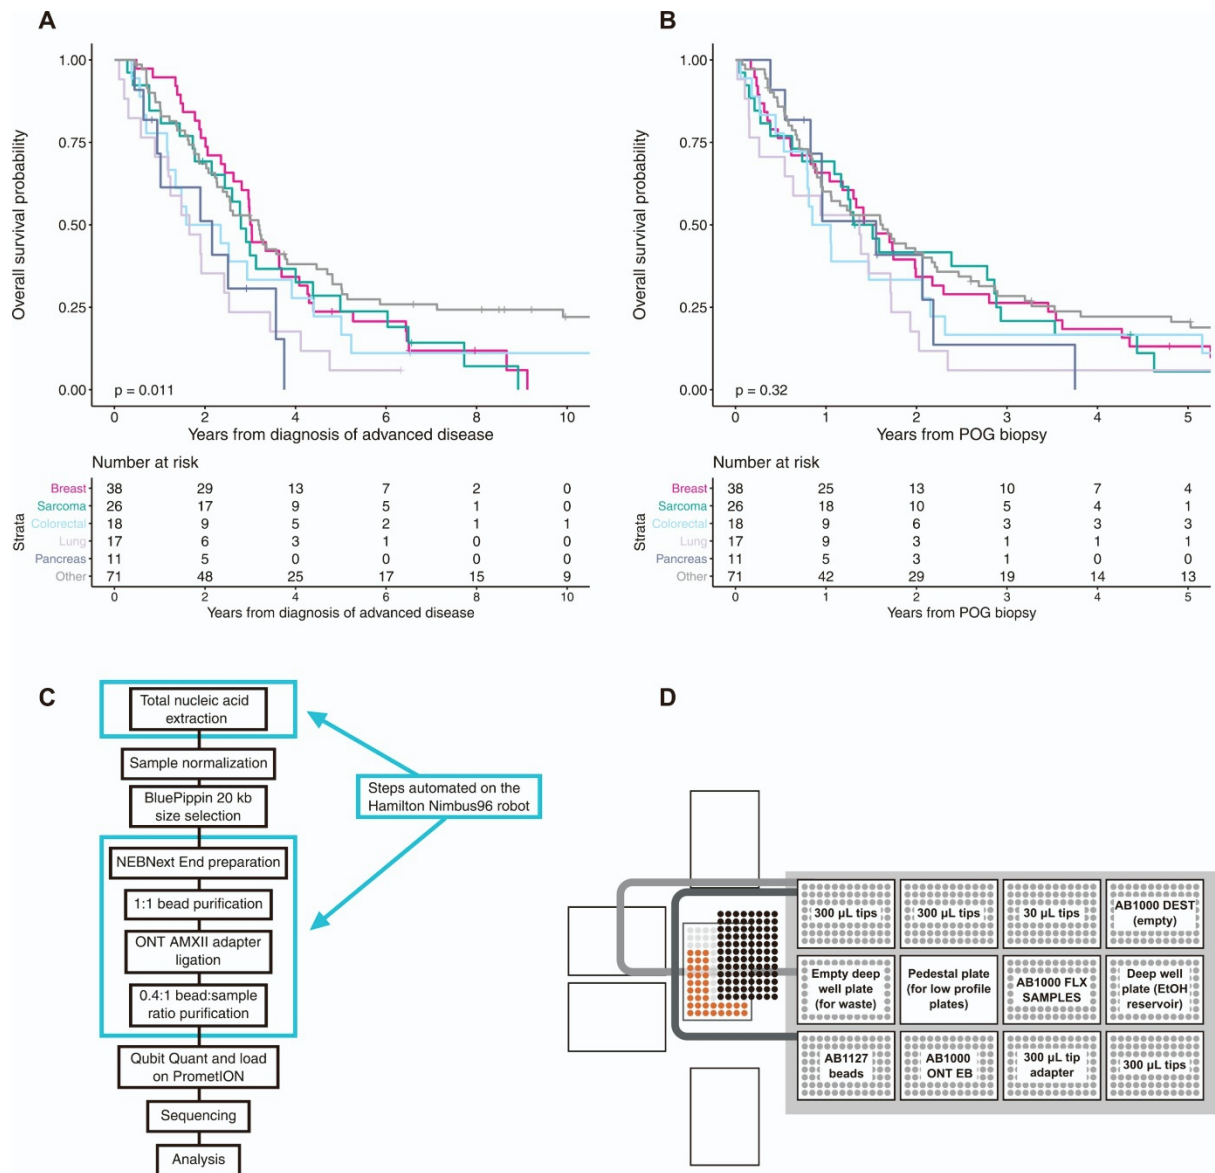 A
1.00
0.75
0.50
0.25
0.00
Overall survival probability
p = 0.011
0 2 4 6 8 10
Years from diagnosis of advanced disease
Number at risk
Strata
Breast 38 29 13 7 2 0
Sarcoma 26 17 9 5 1 0
Colorectal 18 9 5 2 1 1
Lung 17 6 3 1 0 0
Pancreas 11 5 0 0 0 0
Other 71 48 25 17 15 9
0 2 4 6 8 10
Years from diagnosis of advanced disease
B
1.00
0.75
0.50
0.25
0.00
Overall survival probability
p = 0.32
0 1 2 3 4 5
Years from POG biopsy
Number at risk
Strata
Breast 38 25 13 10 7 4
Sarcoma 26 18 10 5 4 1
Colorectal 18 9 6 3 3 3
Lung 17 9 3 1 1 1
Pancreas 11 5 3 1 0 0
Other 71 42 29 19 14 13
0 1 2 3 4 5
Years from POG biopsy
C
Total nucleic acid
extraction
Sample normalization
BluePippin 20 kb
size selection
NEBNext End preparation
1:1 bead purification
ONT AMXII adapter
ligation
0.4:1 bead:sample
ratio purification
Qubit Quant and load
on PrometION
Sequencing
Analysis
Steps automated on the
Hamilton Nimbus96 robot
D
300 µL tips
300 µL tips
30 µL tips
AB1000 DEST
(empty)
Empty deep
well plate
(for waste)
Pedestal plate
(for low profile
plates)
AB1000 FLX
SAMPLES
Deep well
plate (EtOH
reservoir)
AB1127
beads
AB1000
ONT EB
300 µL tip
adapter
300 µL tips